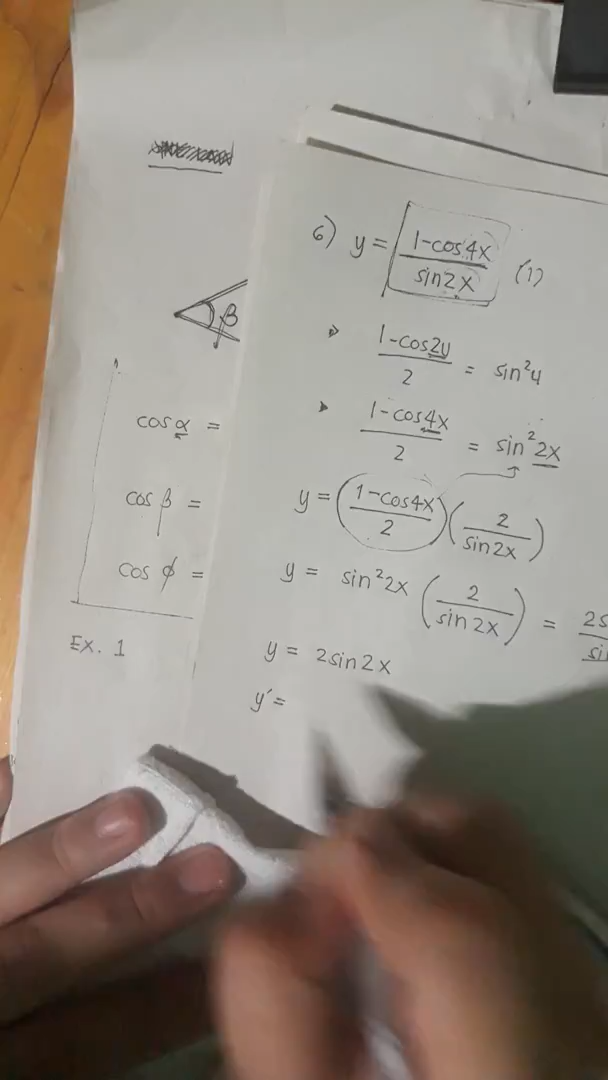 6) y = 1-cos4x / sin2x (1)
1-cos2u / 2 = sin²u
1-cos4x / 2 = sin²2x
y = (1-cos4x / 2)(2 / sin2x)
y = sin²2x (2 / sin2x) =
y = 2sin2x
y' =
β
cos α =
cos β =
cos φ =
Ex. 1